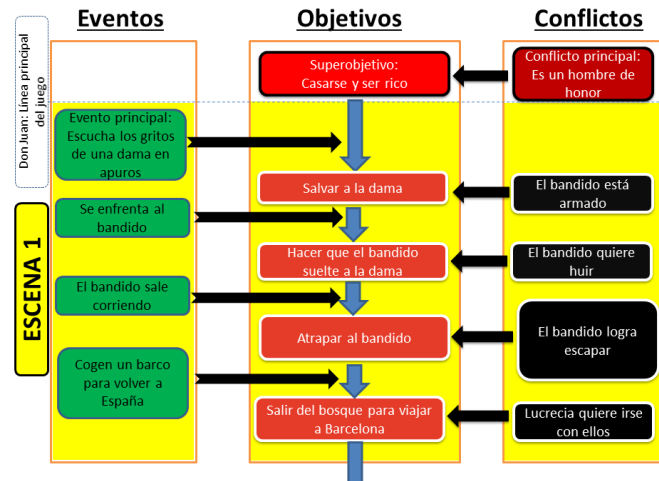 Eventos
Objetivos
Conflictos
Don Juan: Línea principal
del juego
Superobjetivo:
Casarse y ser rico
Conflicto principal:
Es un hombre de
honor
Evento principal:
Escucha los gritos
de una dama en
apuros
Salvar a la dama
El bandido está
armado
ESCENA 1
Se enfrenta al
bandido
Hacer que el bandido
suelte a la dama
El bandido quiere
huir
El bandido sale
corriendo
Atrapar al bandido
El bandido logra
escapar
Cogen un barco
para volver a
España
Salir del bosque para viajar
a Barcelona
Lucrecia quiere irse
con ellos